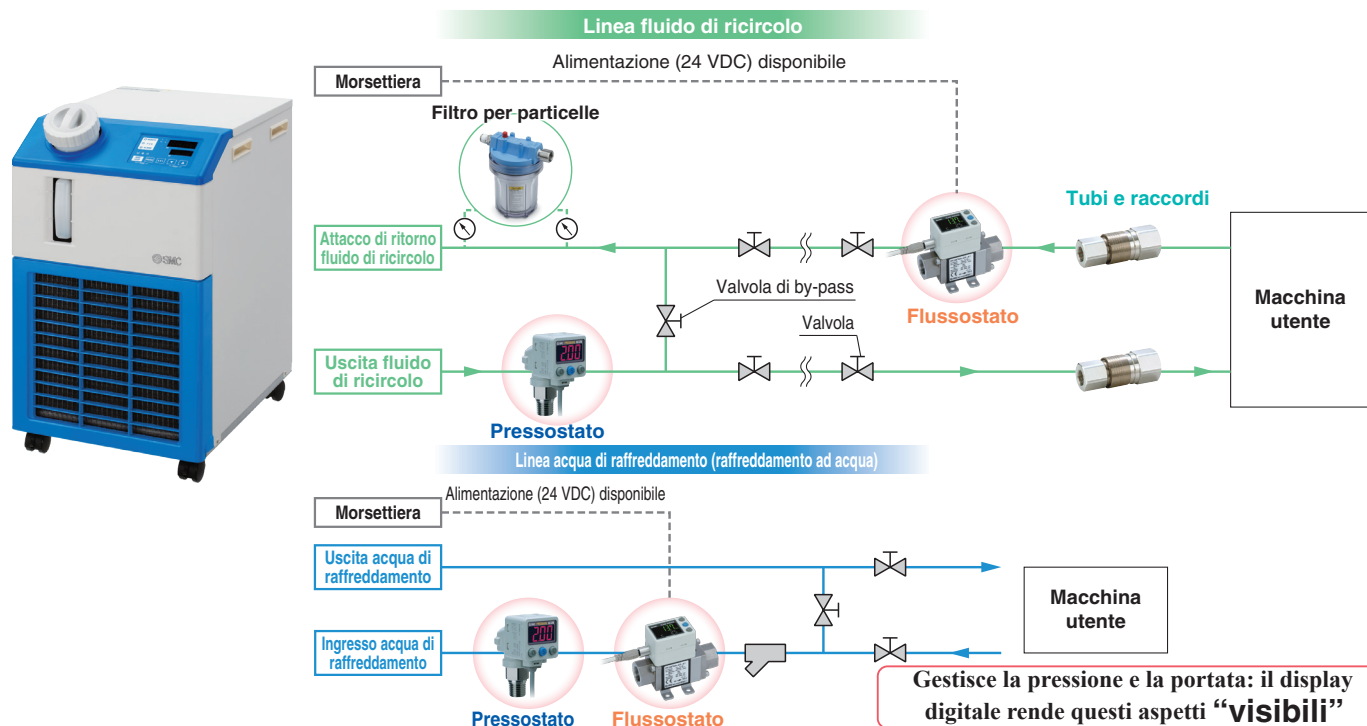 Linea fluido di ricircolo
Alimentazione (24 VDC) disponibile
Morsettiera
Filtro per particelle
Tubi e raccordi
Attacco di ritorno
fluido di ricircolo
SMC
Valvola di by-pass
Flussostato
Macchina
utente
Valvola
200
Uscita fluido
di ricircolo
Pressostato
Linea acqua di raffreddamento (raffreddamento ad acqua)
Alimentazione (24 VDC) disponibile
Morsettiera
Uscita acqua di
raffreddamento
Macchina
utente
200
Ingresso acqua di
raffreddamento
Pressostato
Flussostato
Gestisce la pressione e la portata: il display
digitale rende questi aspetti “visibili”